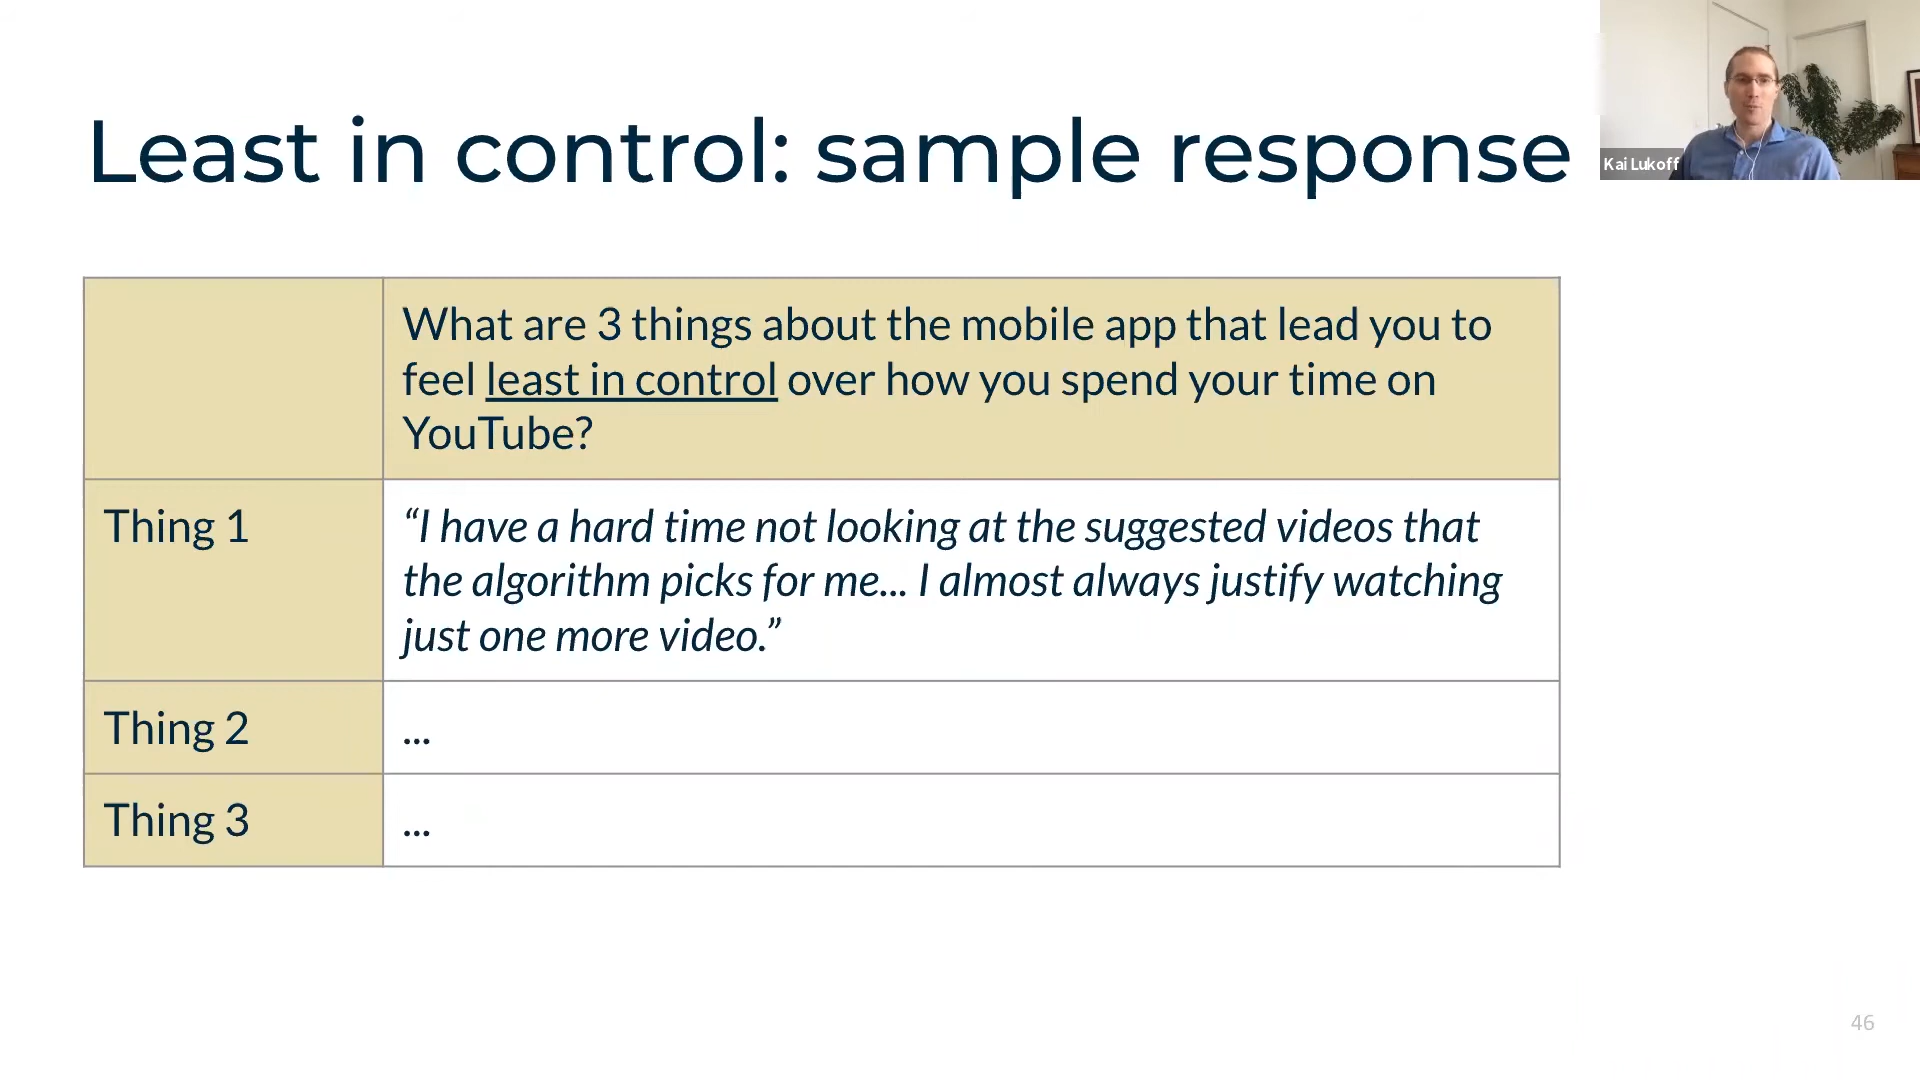 Least in control: sample response
Kai Lukoff
What are 3 things about the mobile app that lead you to
feel least in control over how you spend your time on
YouTube?
Thing 1
“I have a hard time not looking at the suggested videos that
the algorithm picks for me... I almost always justify watching
just one more video.”
Thing 2
...
Thing 3
...
46